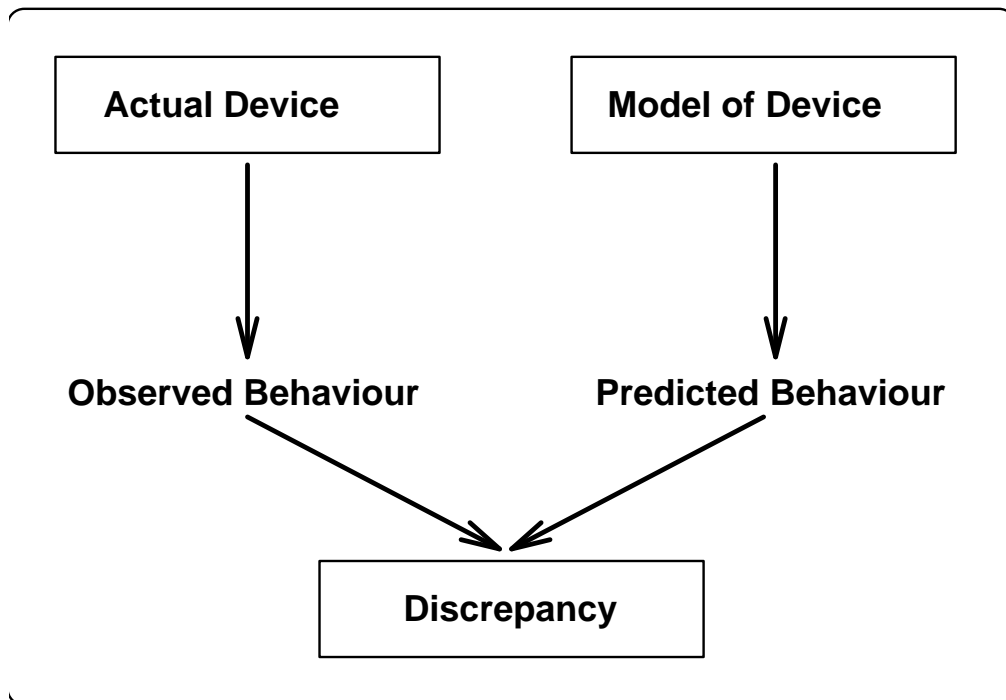 Actual Device
Model of Device
Observed Behaviour
Predicted Behaviour
Discrepancy